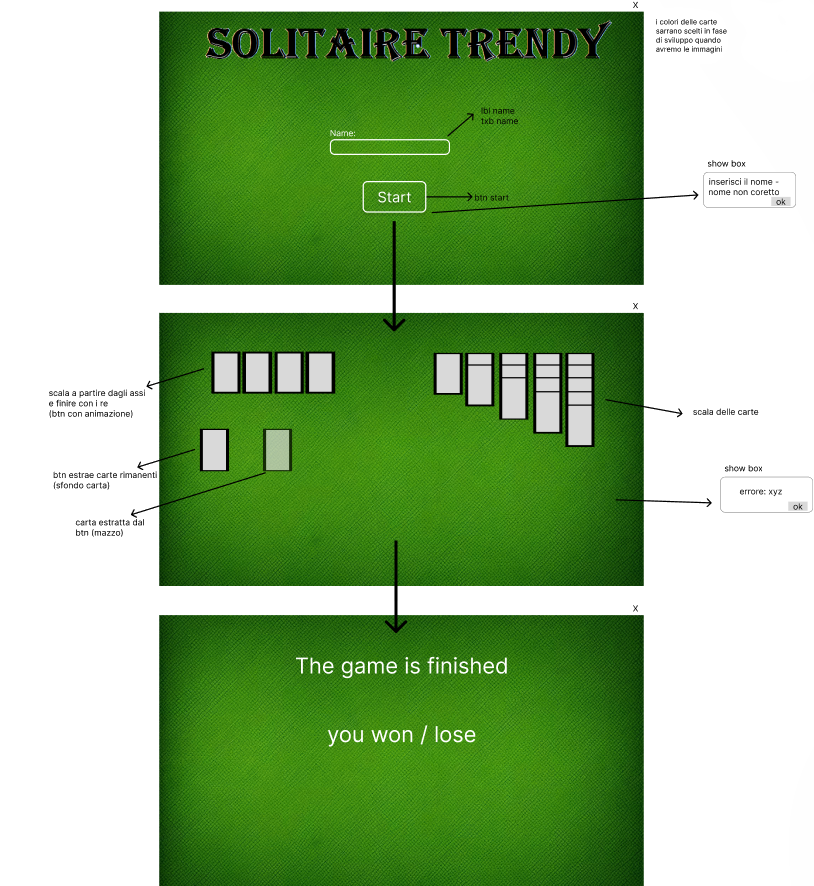 X
SOLITAIRE TRENDY
i colori delle carte
sarrano scelti in fase
di sviluppo quando
avremo le immagini
lbl name
txb name
Name:
show box
inserisci il nome -
nome non coretto
ok
Start
btn start
X
scala a partire dagli assi
e finire con i re
(btn con animazione)
scala delle carte
btn estrae carte rimanenti
(sfondo carta)
show box
errore: xyz
ok
carta estratta dal
btn (mazzo)
X
The game is finished
you won / lose